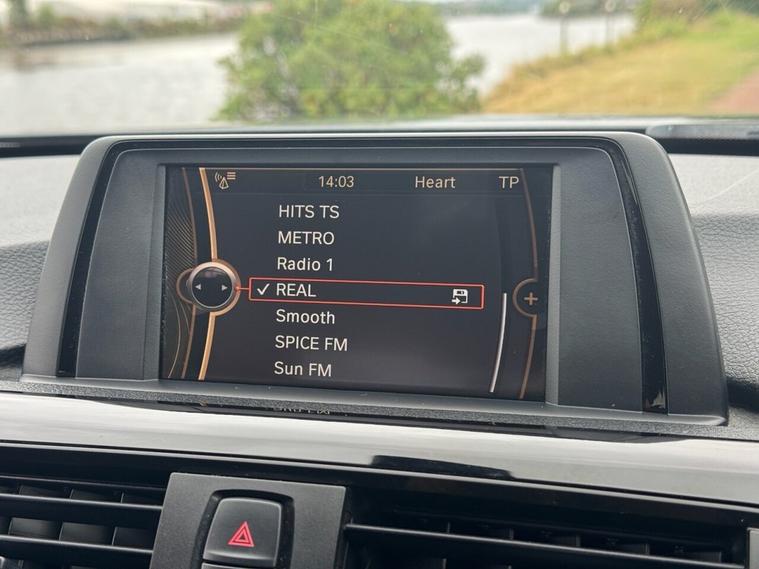 14:03 Heart TP
HITS TS
METRO
Radio 1
REAL
Smooth
SPICE FM
Sun FM